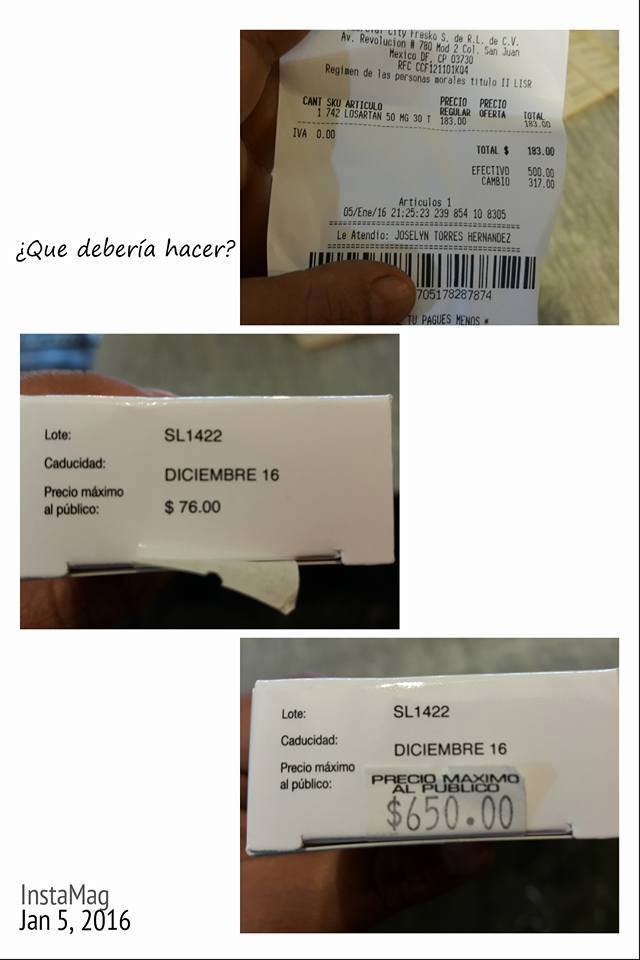 City Fresko S. de R.L. de C.V.
Av. Revolucion # 780 Mod 2 Col. San Juan
Mexico DF, CP 03730
RFC CCF121101KQ4
Regimen de las personas morales titulo II LISR
CANT SKU ARTICULO PRECIO REGULAR PRECIO OFERTA TOTAL
1 742 LOSARTAN 50 MG 30 T 183.00 183.00
IVA 0.00
TOTAL $ 183.00
EFECTIVO 500.00
CAMBIO 317.00
Articulos 1
05/Ene/16 21:25:23 239 854 10 8305
Le Atendio: JOSELYN TORRES HERNANDEZ
705178287874
TU PAGUES MENOS *
¿Que debería hacer?
Lote: SL1422
Caducidad: DICIEMBRE 16
Precio máximo
al público: $ 76.00
Lote: SL1422
Caducidad: DICIEMBRE 16
Precio máximo
al público:
PRECIO MAXIMO
AL PUBLICO
$650.00
InstaMag
Jan 5, 2016